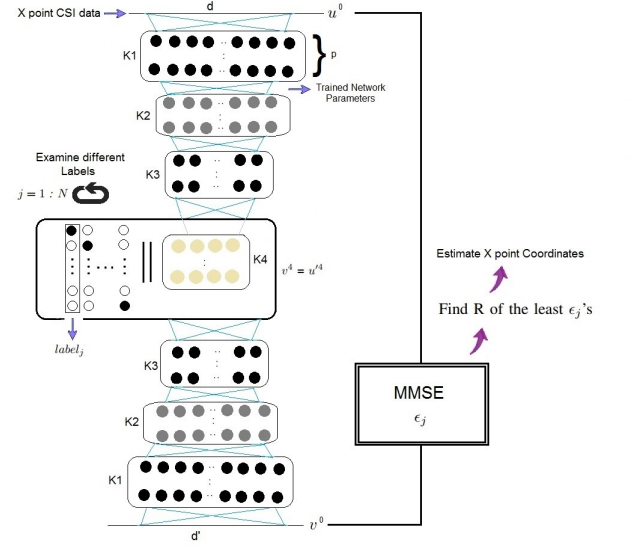 X point CSI data
d
u⁰
K1
p
K2
Trained Network
Parameters
K3
Examine different
Labels
j = 1 : N
K4
v⁴ = u'⁴
label_j
Estimate X point Coordinates
Find R of the least ϵ_j's
K3
MMSE
ϵ_j
K2
K1
d'
v⁰